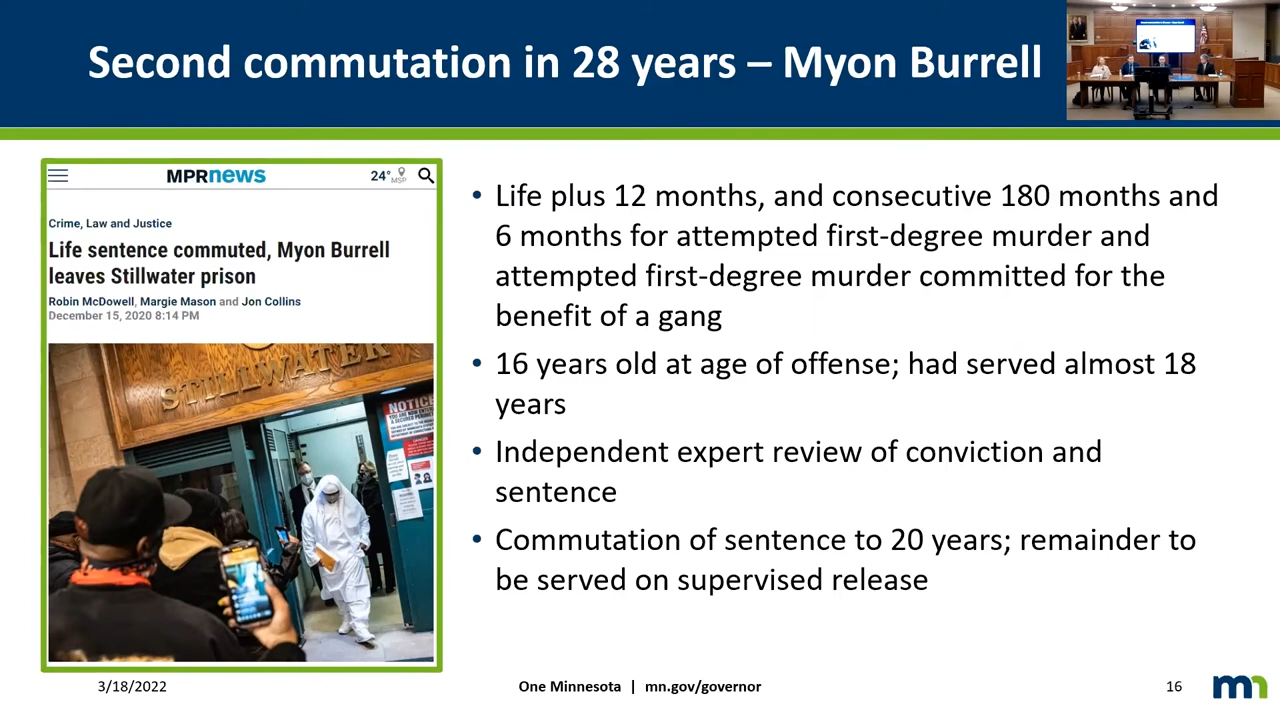 Second commutation in 28 years – Myon Burrell
MPRnews
24°
MSP
Crime, Law and Justice
Life sentence commuted, Myon Burrell
leaves Stillwater prison
Robin McDowell, Margie Mason and Jon Collins
December 15, 2020 8:14 PM
STILLWATER
NOTICE
• Life plus 12 months, and consecutive 180 months and
6 months for attempted first-degree murder and
attempted first-degree murder committed for the
benefit of a gang
• 16 years old at age of offense; had served almost 18
years
• Independent expert review of conviction and
sentence
• Commutation of sentence to 20 years; remainder to
be served on supervised release
3/18/2022
One Minnesota | mn.gov/governor
16
mn